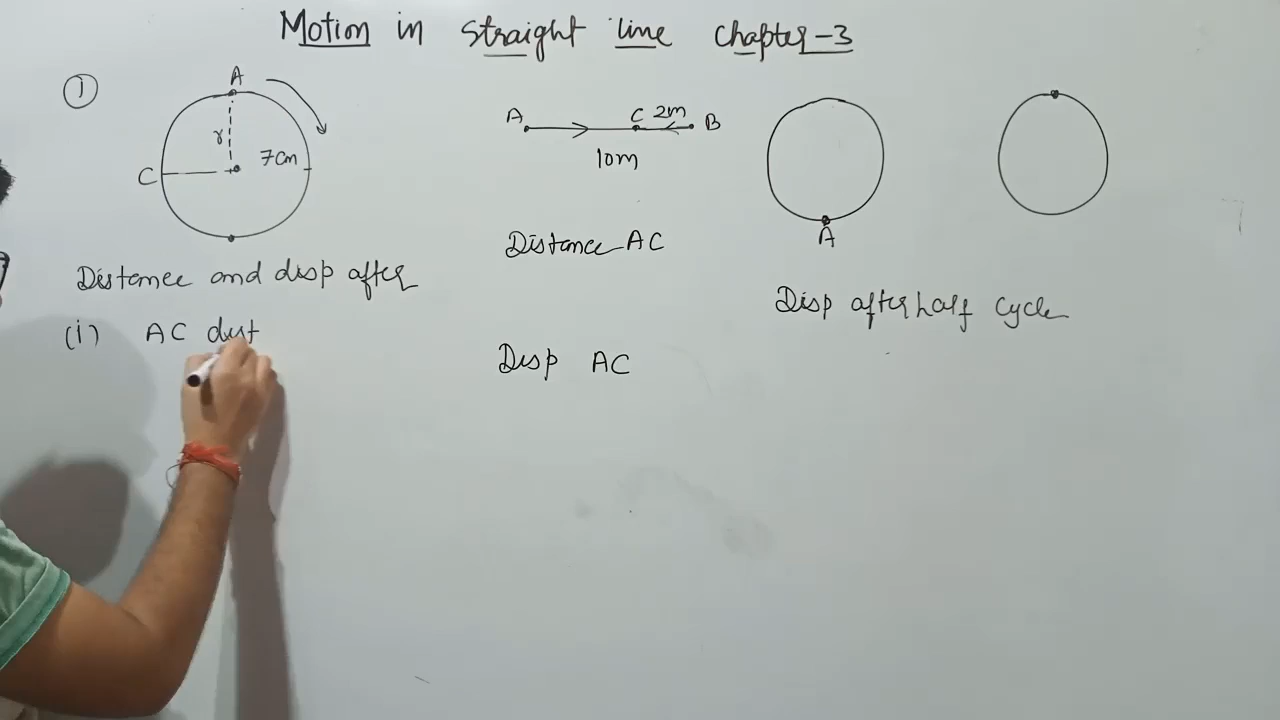 Motion in straight line chapter-3
①
A
r
7cm
C
Distance and disp after
(i) AC dist
A C 2m B
10m
Distance AC
Disp AC
A
Disp after half cycle